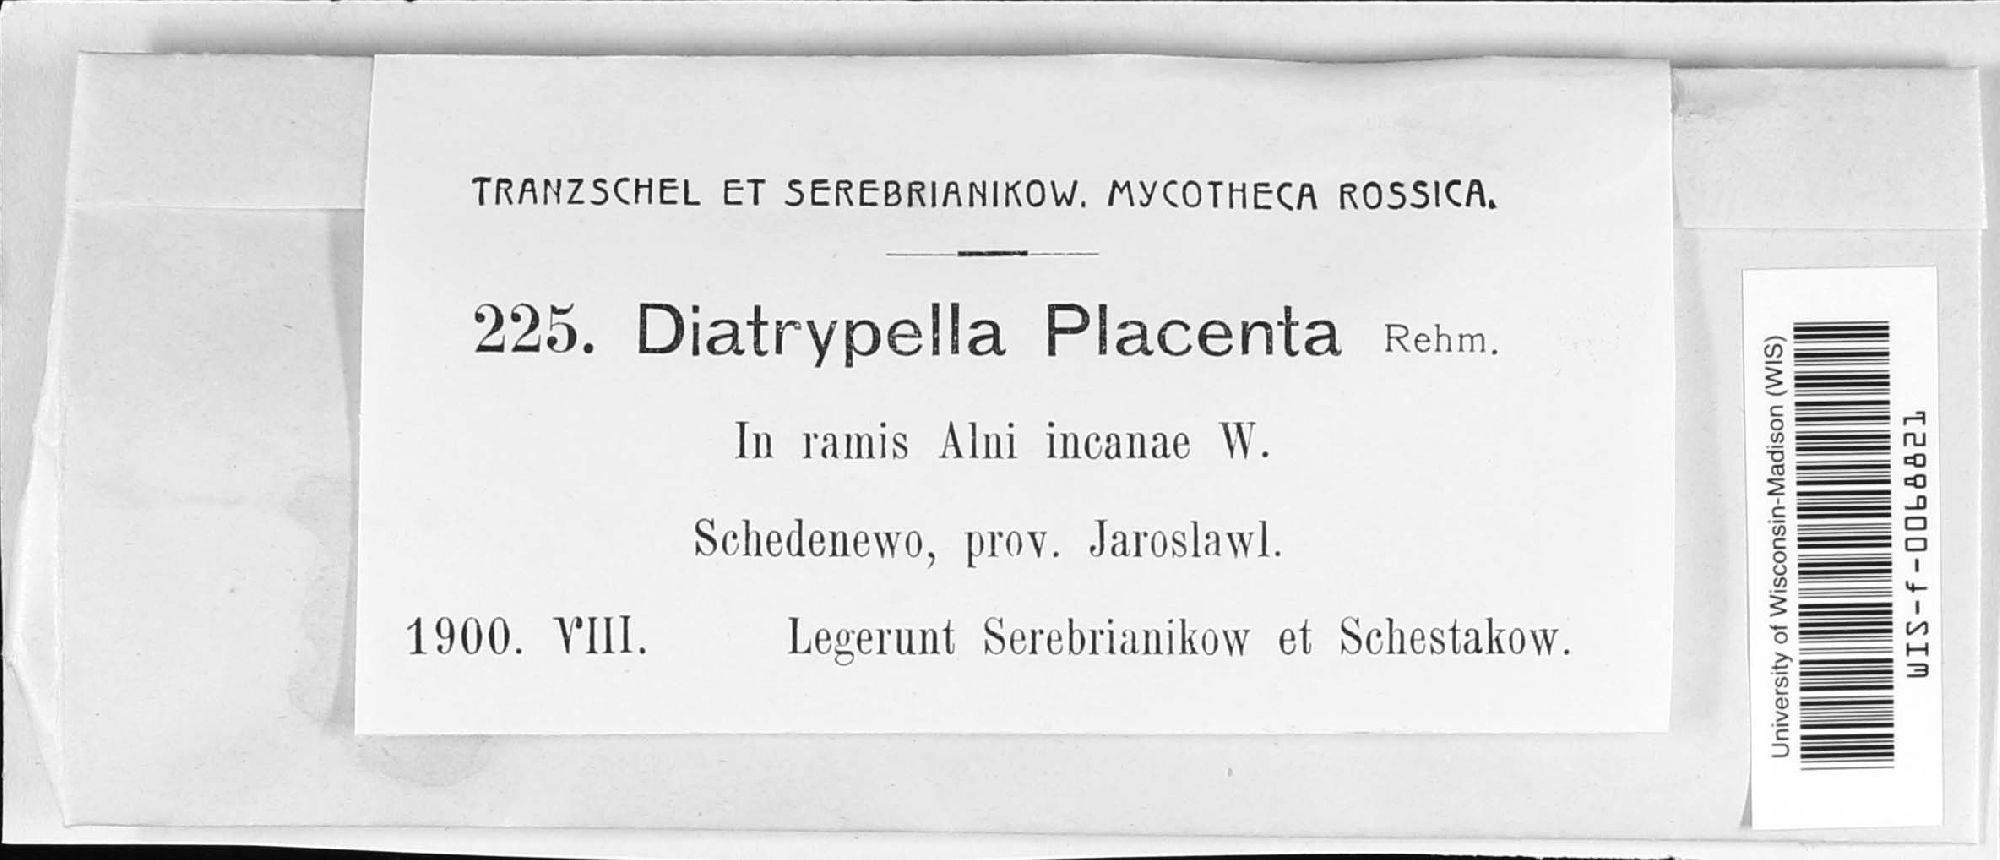 TRANZSCHEL ET SEREBRIANIKOW. MYCOTHECA ROSSICA.
225. Diatrypella Placenta Rehm.
In ramis Alni incanae W.
Schedenewo, prov. Jaroslawl.
1900. VIII. Legerunt Serebrianikow et Schestakow.
University of Wisconsin-Madison (WIS)
WIS-f-0068821